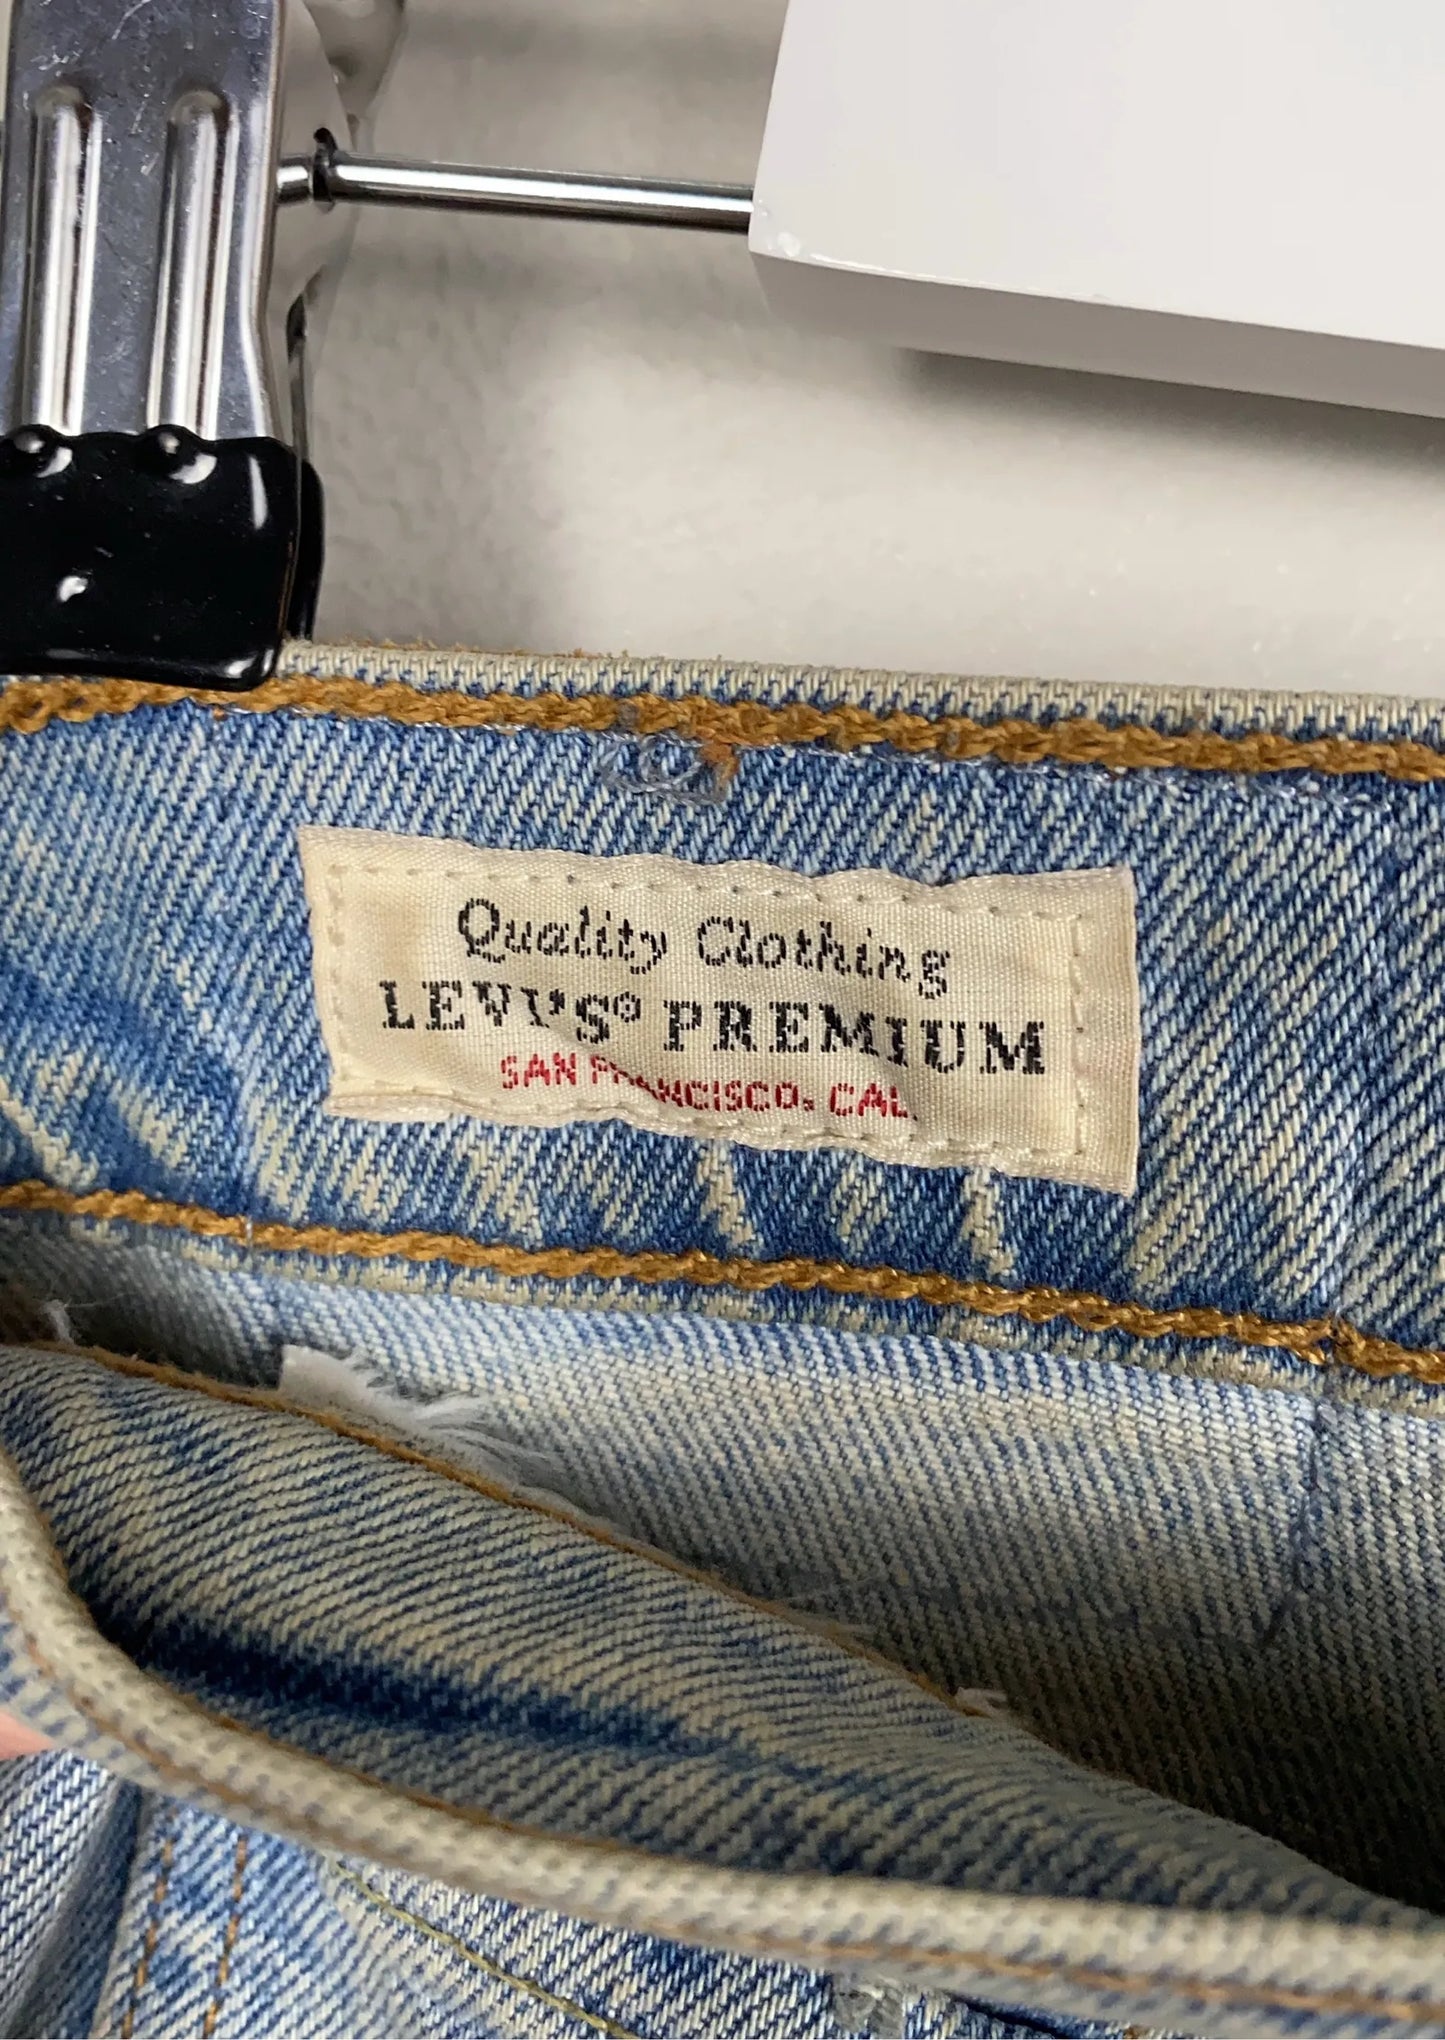 Quality Clothing
LEVI'S® PREMIUM
SAN FRANCISCO, CAL.